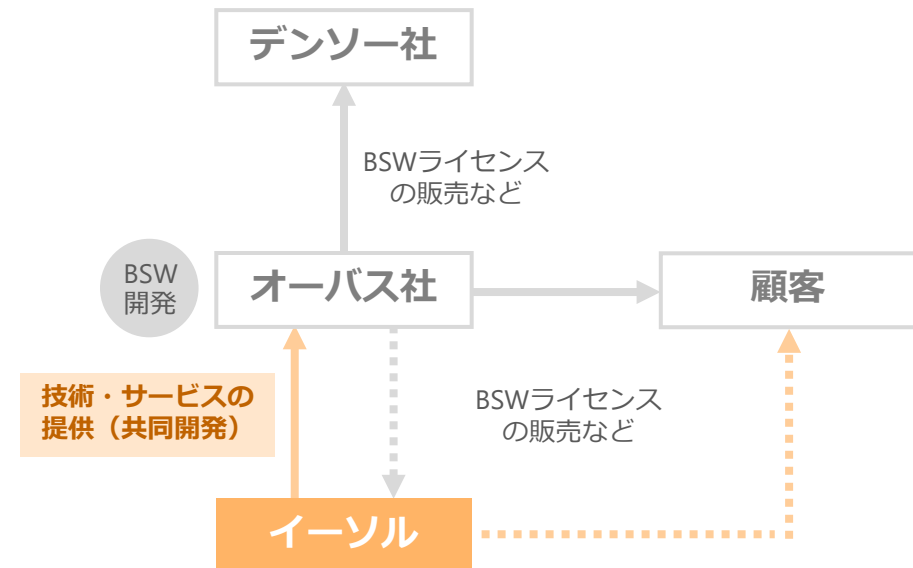 デンソー社
BSWライセンス
の販売など
BSW
開発
オーバス社
顧客
技術・サービスの
提供（共同開発）
BSWライセンス
の販売など
イーソル